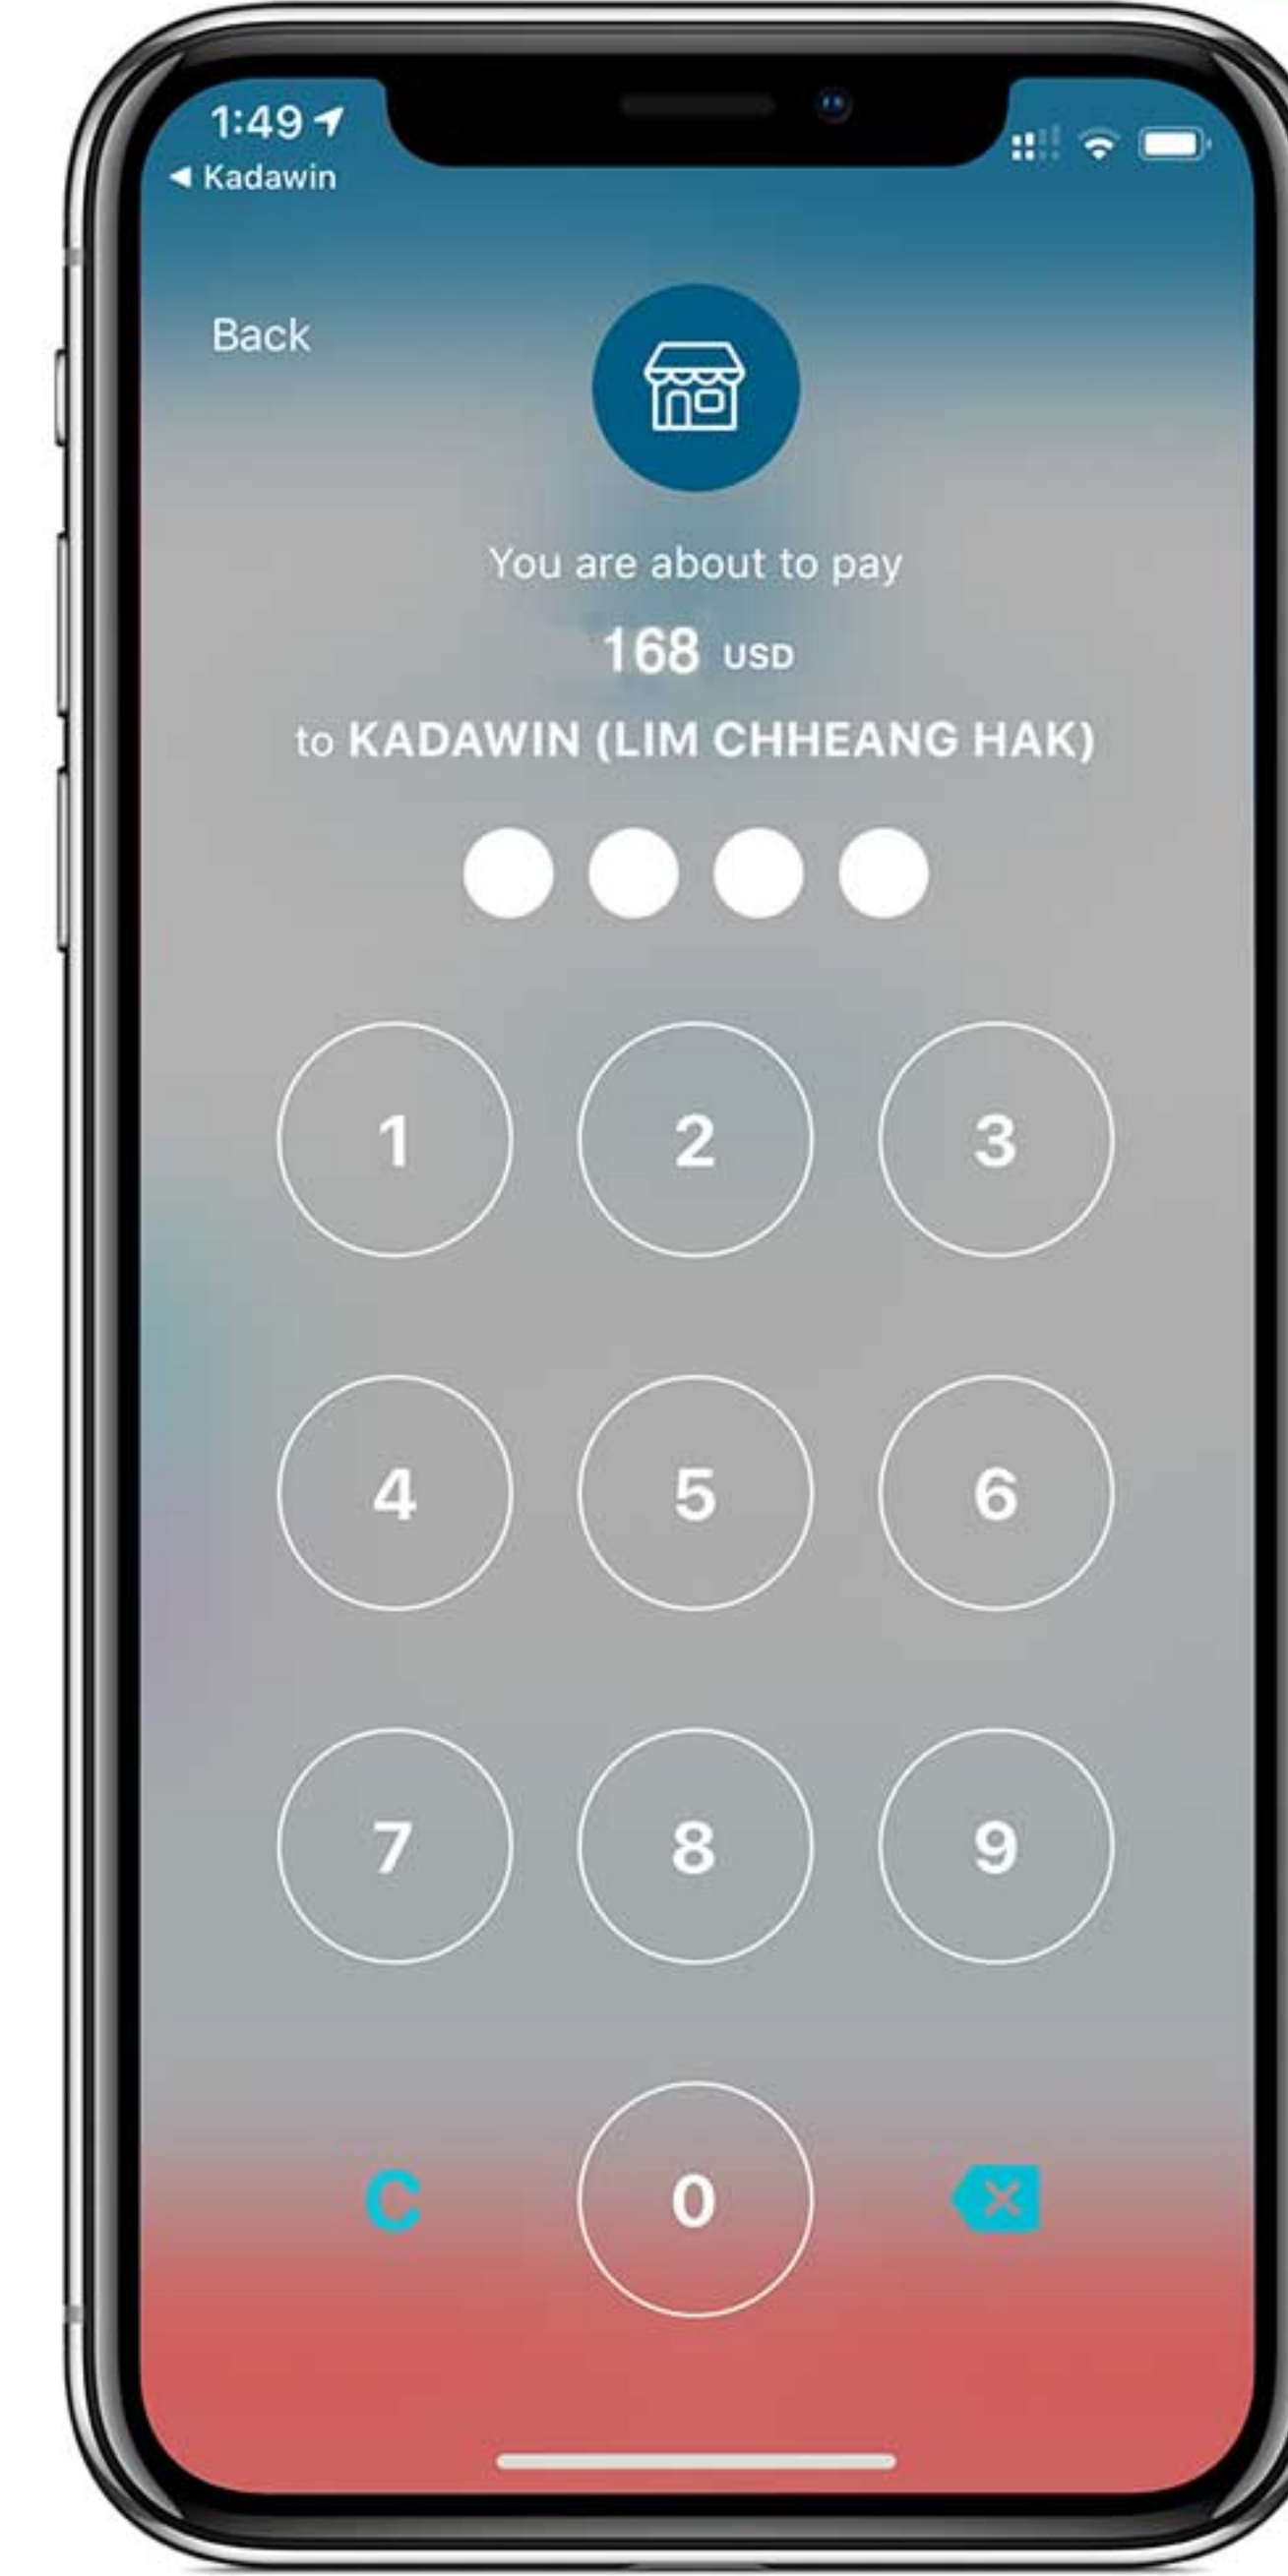 1:49
◀ Kadawin
Back
You are about to pay
168 USD
to KADAWIN (LIM CHHEANG HAK)
1 2 3
4 5 6
7 8 9
C 0